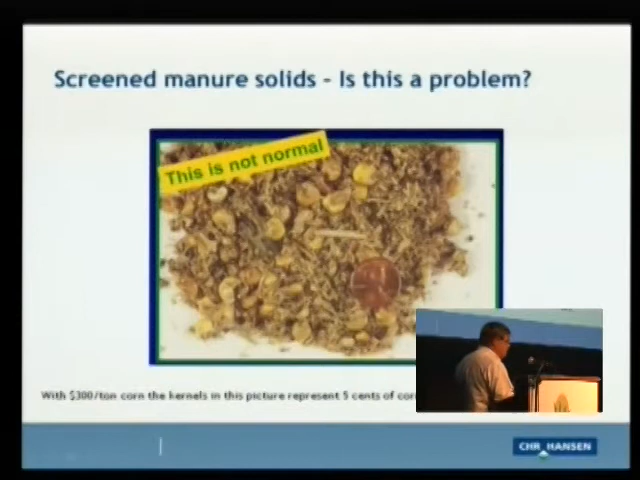 Screened manure solids – Is this a problem?
This is not normal
With $300/ton corn the kernels in this picture represent 5 cents of
CHR HANSEN